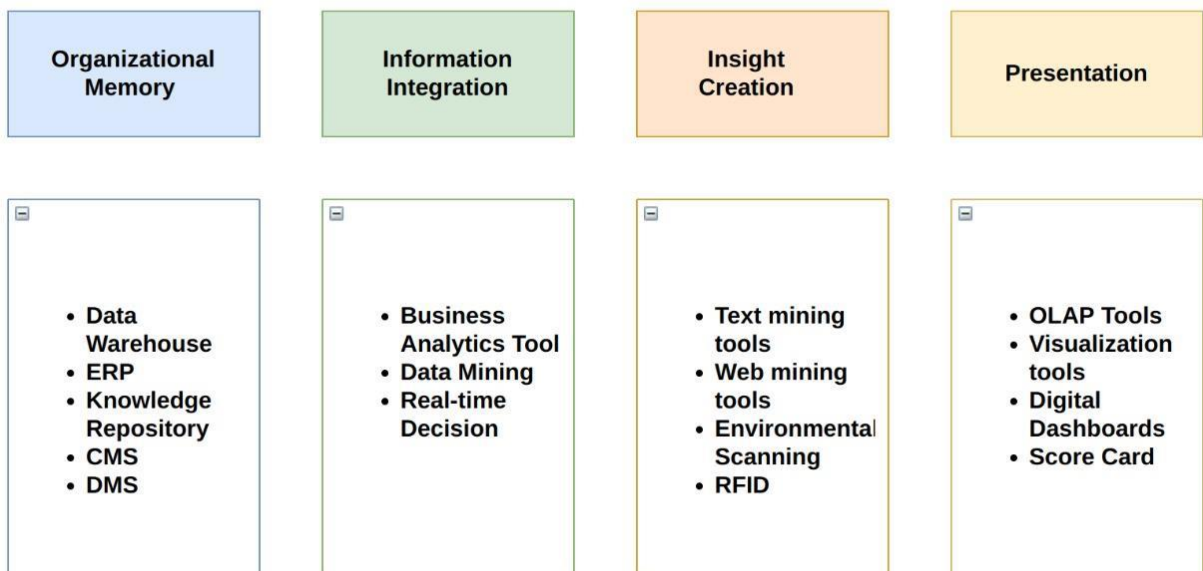 Organizational
Memory
Information
Integration
Insight
Creation
Presentation
• Data
Warehouse
• ERP
• Knowledge
Repository
• CMS
• DMS
• Business
Analytics Tool
• Data Mining
• Real-time
Decision
• Text mining
tools
• Web mining
tools
• Environmental
Scanning
• RFID
• OLAP Tools
• Visualization
tools
• Digital
Dashboards
• Score Card